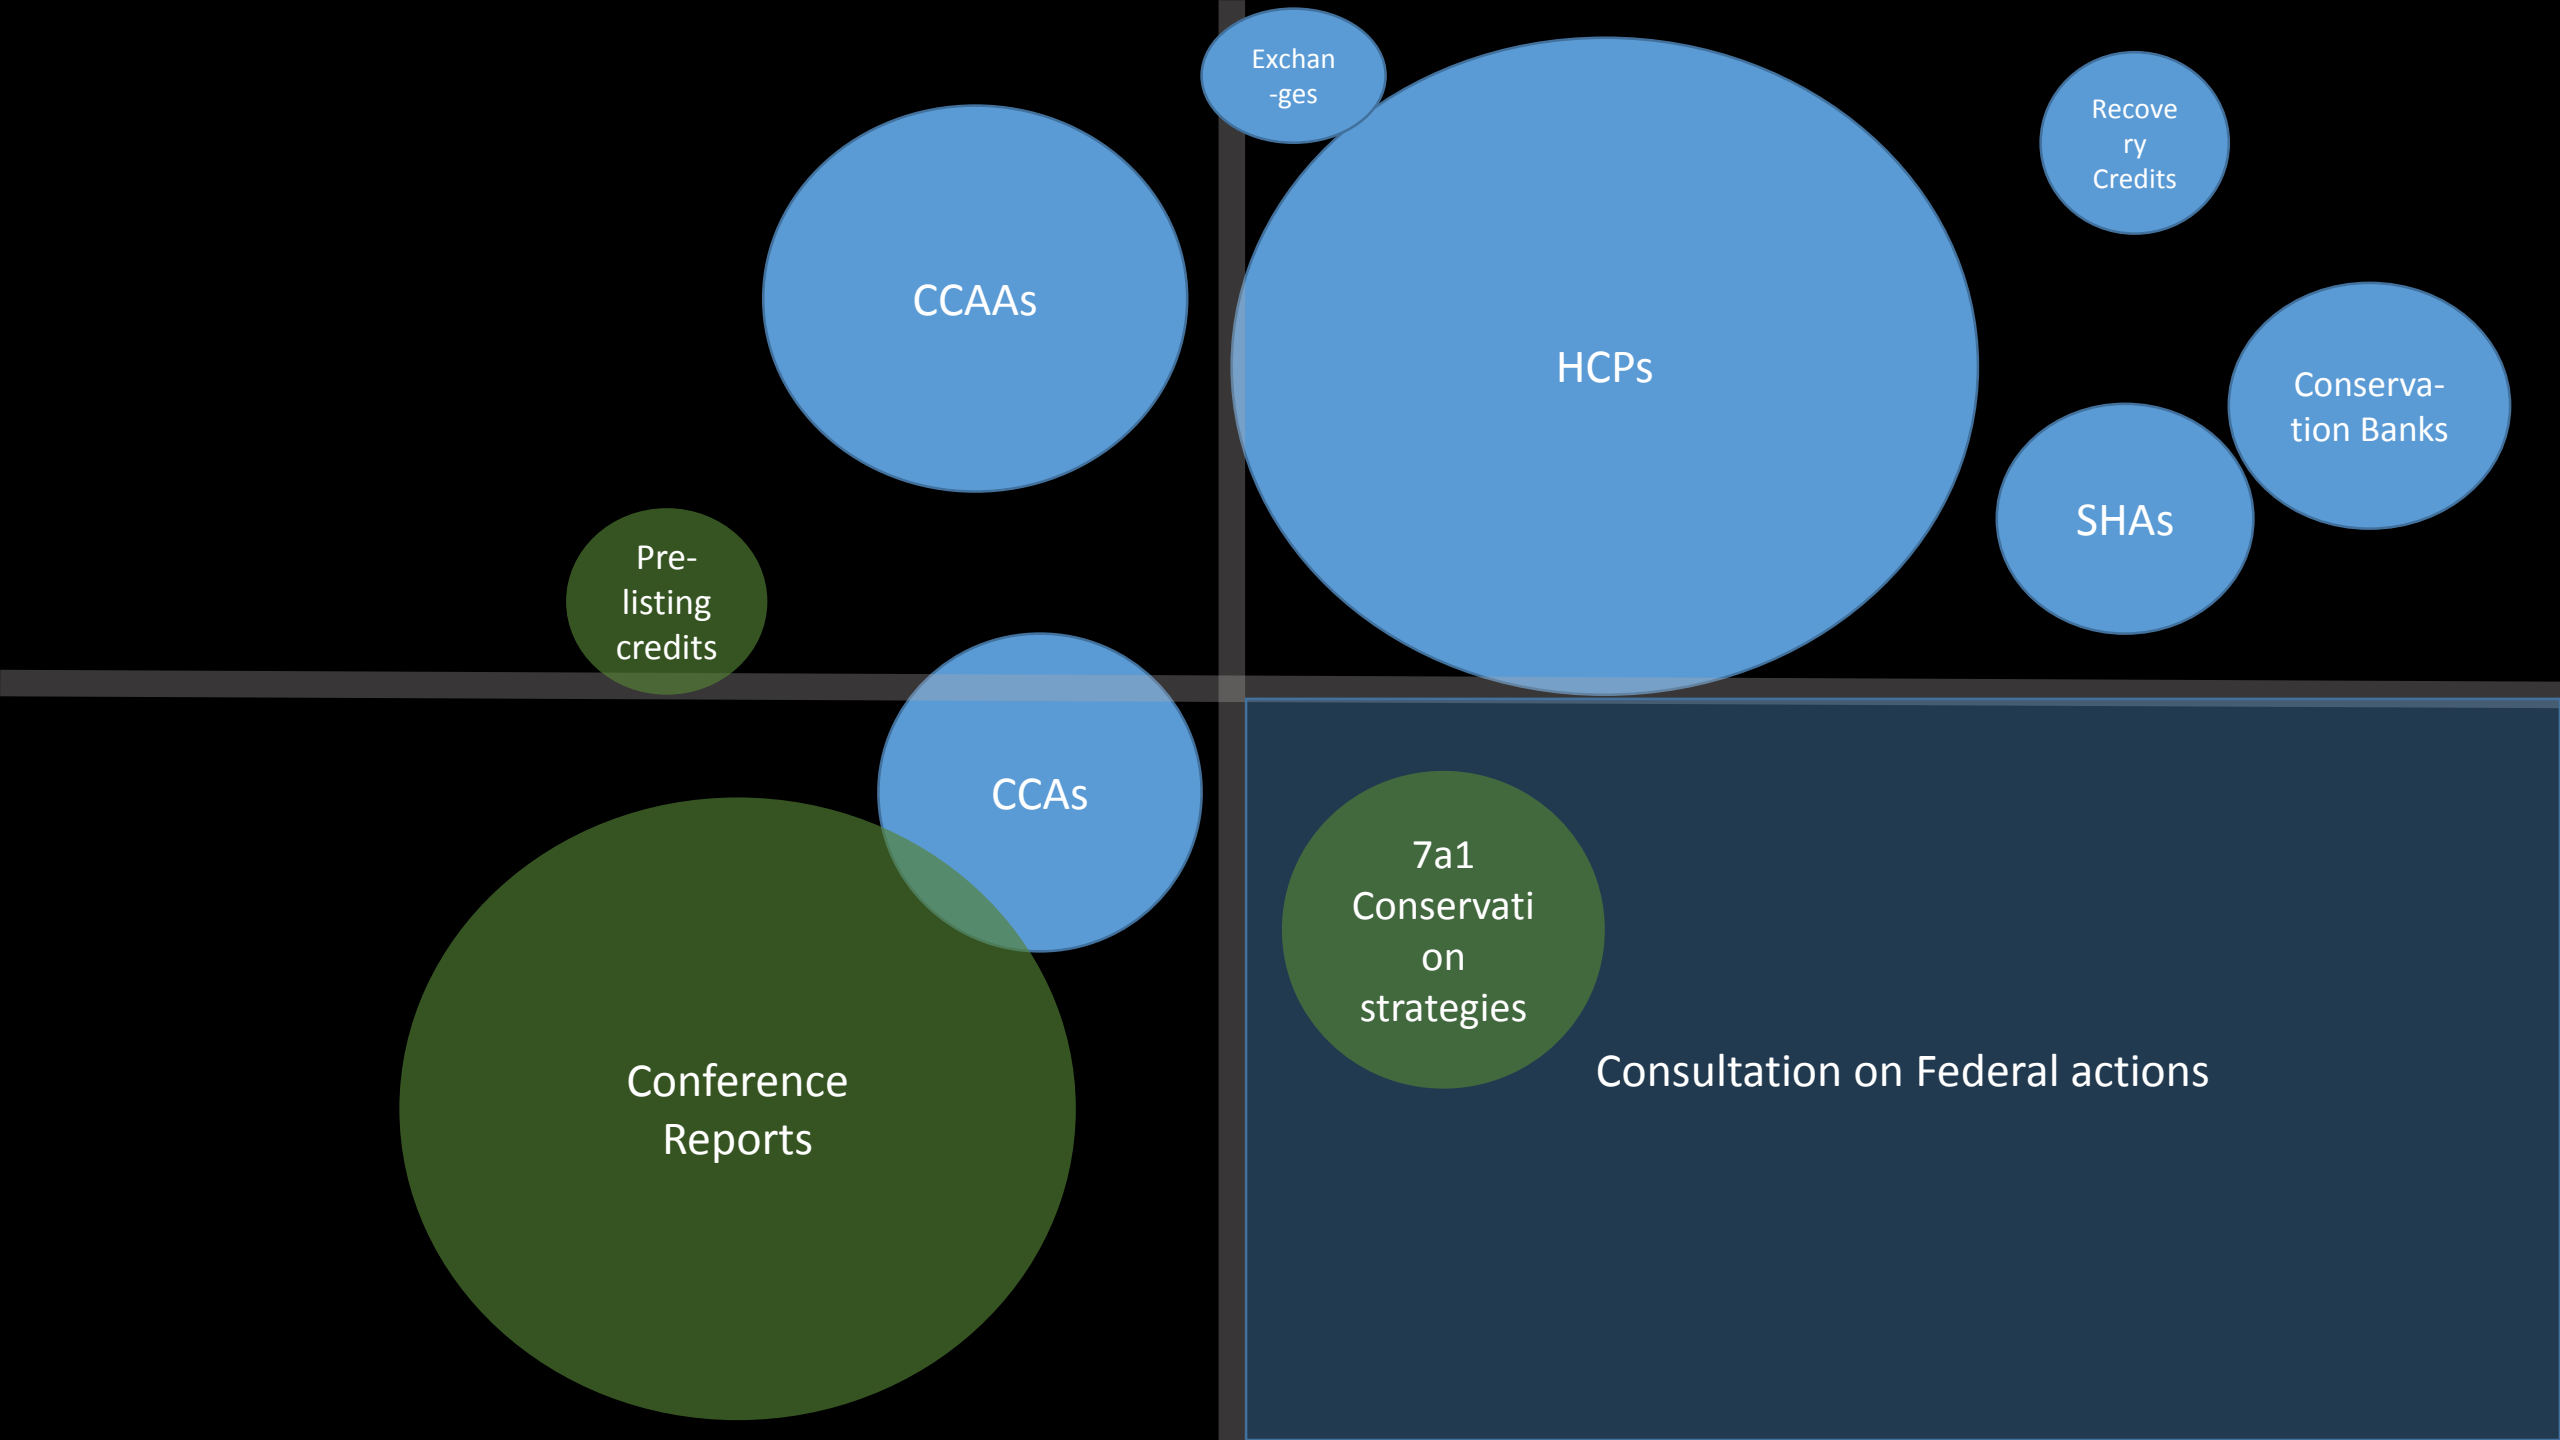 Exchan
-ges
Recove
ry
Credits
CCAAs
HCPs
Conserva-
tion Banks
SHAs
Pre-
listing
credits
CCAs
7a1
Conservati
on
strategies
Consultation on Federal actions
Conference
Reports